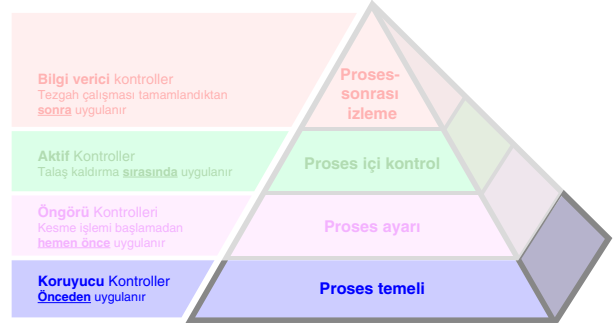 Bilgi verici kontroller
Tezgah çalışması tamamlandıktan
sonra uygulanır
Proses-
sonrası
izleme
Aktif Kontroller
Talaş kaldırma sırasında uygulanır
Proses içi kontrol
Öngörü Kontrolleri
Kesme işlemi başlamadan
hemen önce uygulanır
Proses ayarı
Koruyucu Kontroller
Önceden uygulanır
Proses temeli